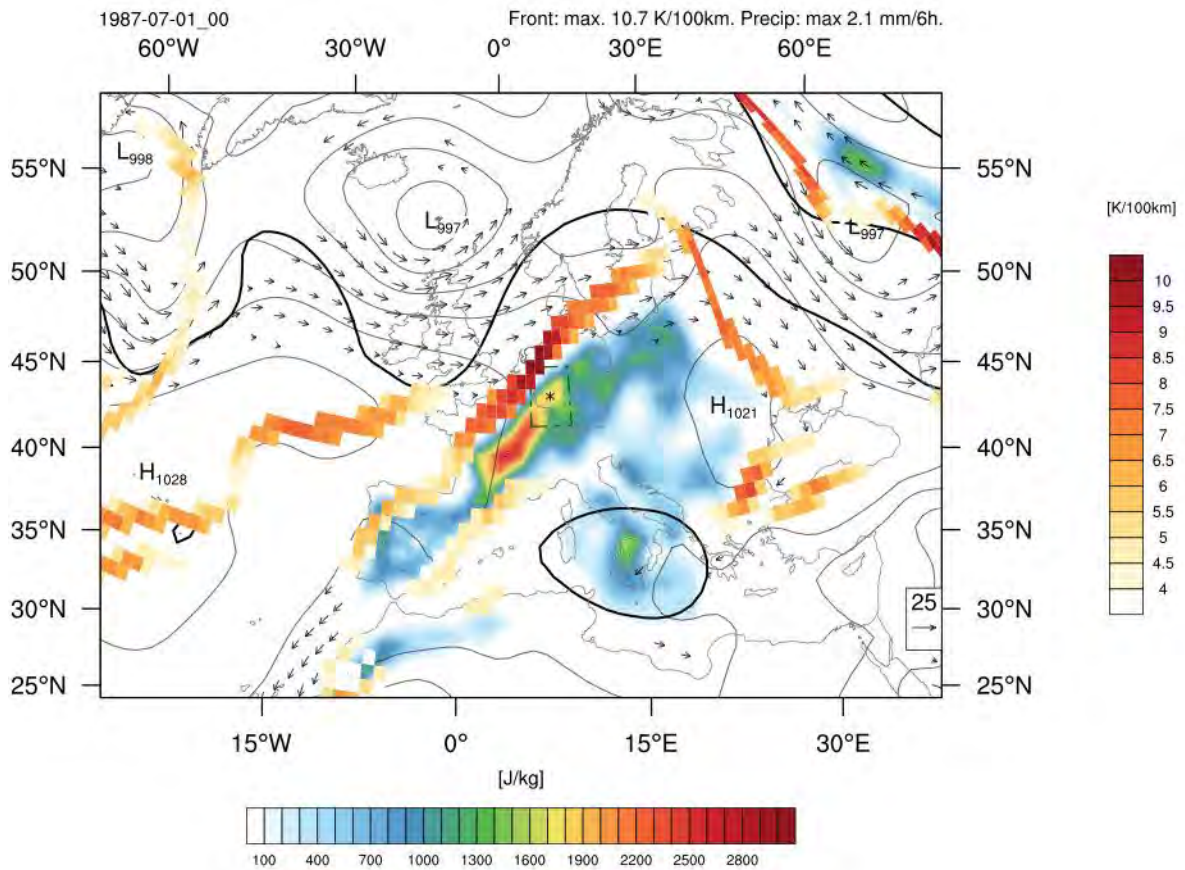 1987-07-01_00 Front: max. 10.7 K/100km. Precip: max 2.1 mm/6h.
60°W 30°W 0° 30°E 60°E
L998
L997
L997
55°N 55°N
50°N 50°N
45°N 45°N
H1021
40°N 40°N
H1028
35°N 35°N
30°N 30°N
25
25°N 25°N
15°W 0° 15°E 30°E
[J/kg]
100 400 700 1000 1300 1600 1900 2200 2500 2800
[K/100km]
10
9.5
9
8.5
8
7.5
7
6.5
6
5.5
5
4.5
4